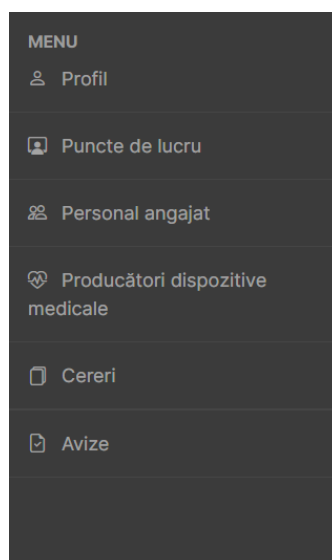 MENU
Profil
Puncte de lucru
Personal angajat
Producători dispozitive
medicale
Cereri
Avize